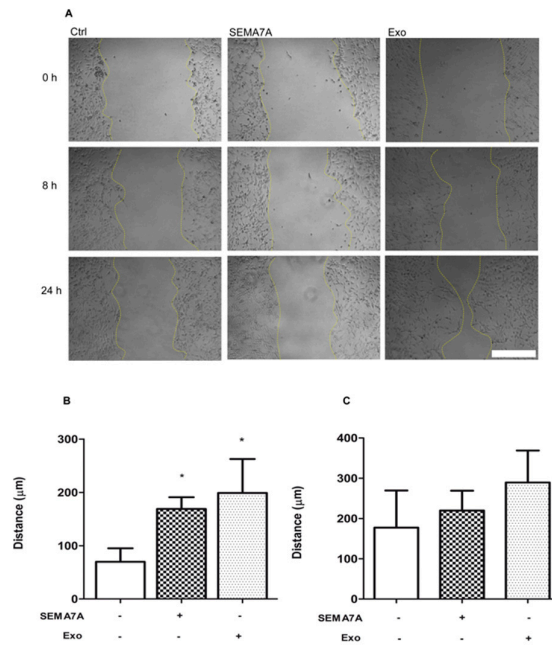 A
Ctrl SEMA7A Exo
0 h
8 h
24 h
B
C
300
200
100
0
Distance (μm)
*
*
SEMA7A - + -
Exo - - +
400
300
200
100
0
Distance (μm)
SEMA7A - + -
Exo - - +